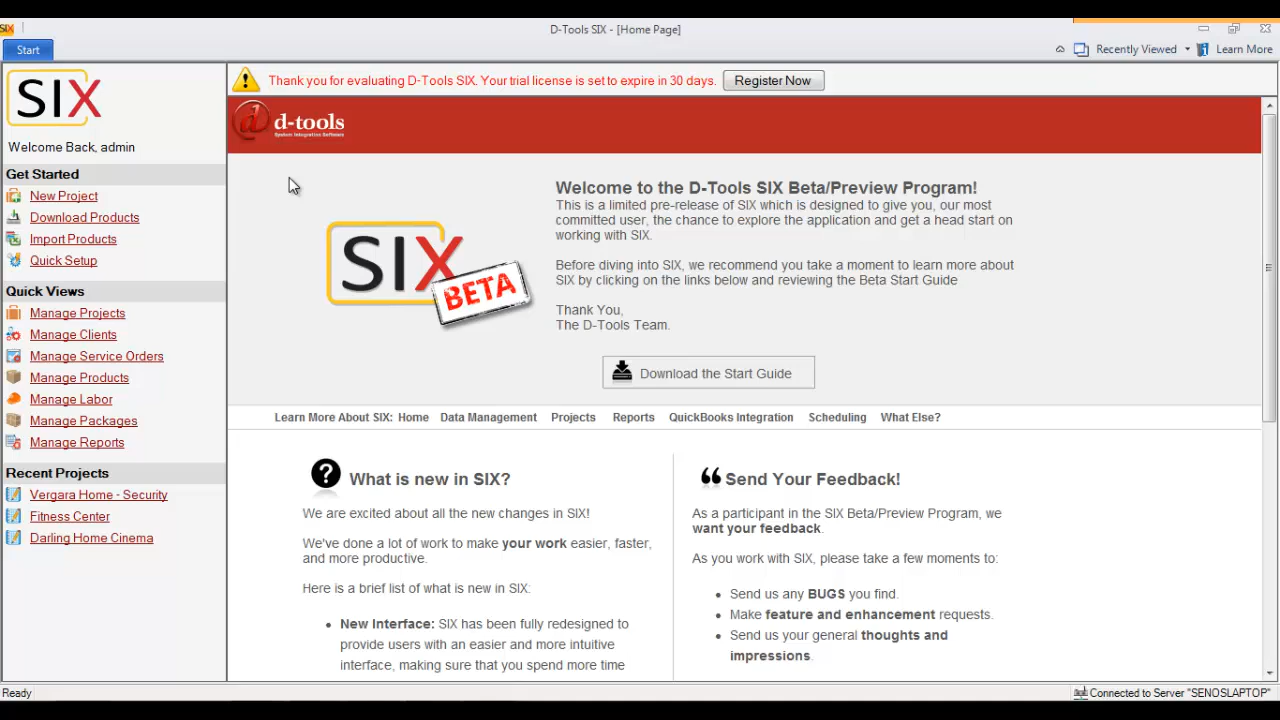 SIX
D-Tools SIX - [Home Page]
Start
Recently Viewed
Learn More
SIX
Welcome Back, admin
Get Started
New Project
Download Products
Import Products
Quick Setup
Quick Views
Manage Projects
Manage Clients
Manage Service Orders
Manage Products
Manage Labor
Manage Packages
Manage Reports
Recent Projects
Vergara Home - Security
Fitness Center
Darling Home Cinema
Thank you for evaluating D-Tools SIX. Your trial license is set to expire in 30 days.
Register Now
d d-tools
System Integration Software
SIX
BETA
Welcome to the D-Tools SIX Beta/Preview Program!
This is a limited pre-release of SIX which is designed to give you, our most
committed user, the chance to explore the application and get a head start on
working with SIX.
Before diving into SIX, we recommend you take a moment to learn more about
SIX by clicking on the links below and reviewing the Beta Start Guide
Thank You,
The D-Tools Team.
Download the Start Guide
Learn More About SIX: Home Data Management Projects Reports QuickBooks Integration Scheduling What Else?
? What is new in SIX?
We are excited about all the new changes in SIX!
We've done a lot of work to make your work easier, faster,
and more productive.
Here is a brief list of what is new in SIX:
• New Interface: SIX has been fully redesigned to
provide users with an easier and more intuitive
interface, making sure that you spend more time
“ Send Your Feedback!
As a participant in the SIX Beta/Preview Program, we
want your feedback.
As you work with SIX, please take a few moments to:
• Send us any BUGS you find.
• Make feature and enhancement requests.
• Send us your general thoughts and
impressions.
Ready
Connected to Server "SENOSLAPTOP"